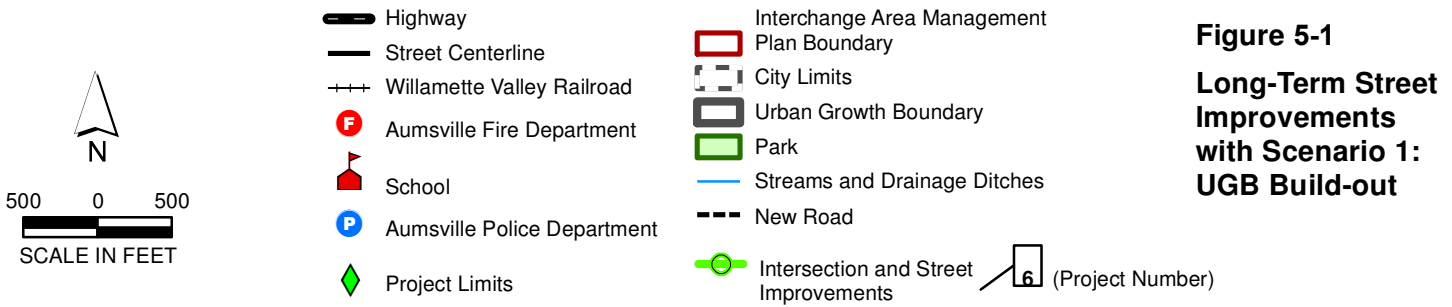 N
500 0 500
SCALE IN FEET
Highway
Street Centerline
Willamette Valley Railroad
F
Aumsville Fire Department
School
P
Aumsville Police Department
Project Limits
Interchange Area Management
Plan Boundary
City Limits
Urban Growth Boundary
Park
Streams and Drainage Ditches
New Road
Intersection and Street
Improvements
6 (Project Number)
Figure 5-1
Long-Term Street
Improvements
with Scenario 1:
UGB Build-out